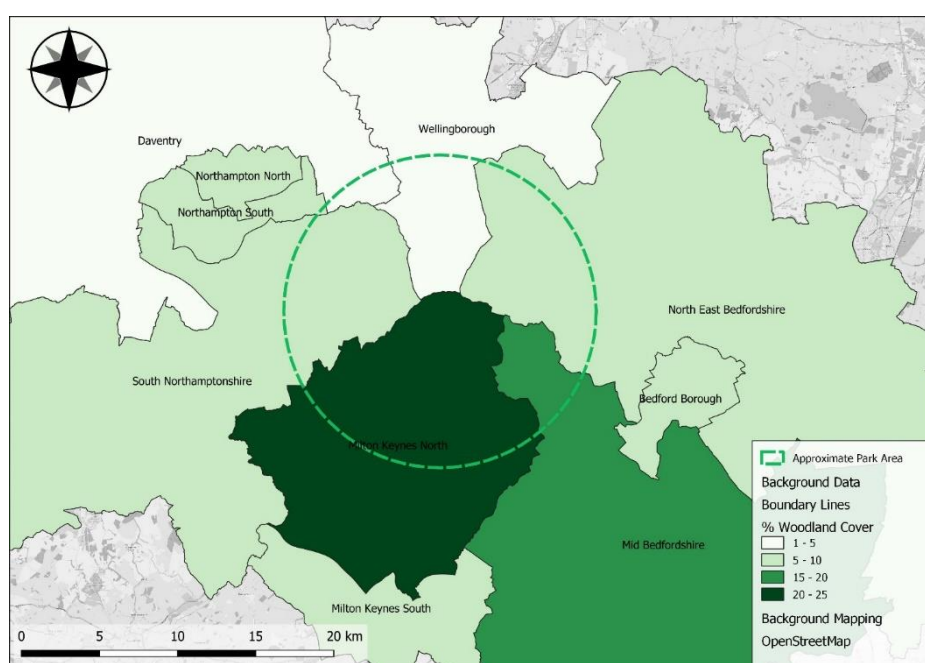 Wellingborough
Daventry
Northampton North
Northampton South
North East Bedfordshire
South Northamptonshire
Bedford Borough
Milton Keynes North
Mid Bedfordshire
Milton Keynes South
Approximate Park Area
Background Data
Boundary Lines
% Woodland Cover
1 - 5
5 - 10
15 - 20
20 - 25
Background Mapping
OpenStreetMap
0 5 10 15 20 km